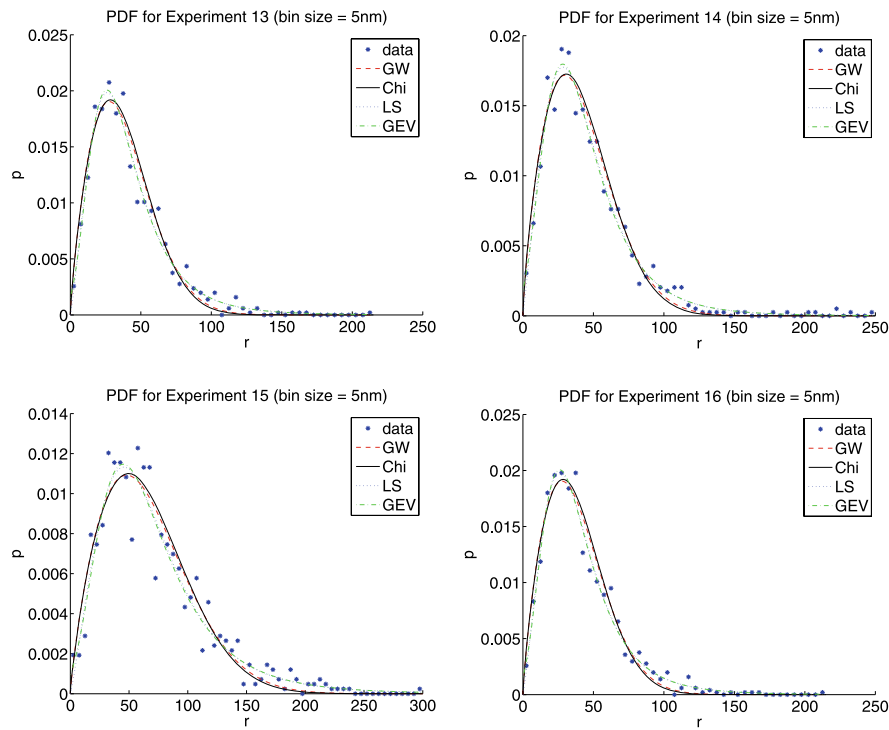 PDF for Experiment 13 (bin size = 5nm)
0.025
0.02
0.015
0.01
0.005
0
p
0
50
100
150
200
250
r
data
GW
Chi
LS
GEV
PDF for Experiment 14 (bin size = 5nm)
0.02
0.015
0.01
0.005
0
p
0
50
100
150
200
250
r
data
GW
Chi
LS
GEV
PDF for Experiment 15 (bin size = 5nm)
0.014
0.012
0.01
0.008
0.006
0.004
0.002
0
p
0
50
100
150
200
250
300
r
data
GW
Chi
LS
GEV
PDF for Experiment 16 (bin size = 5nm)
0.025
0.02
0.015
0.01
0.005
0
p
0
50
100
150
200
250
r
data
GW
Chi
LS
GEV